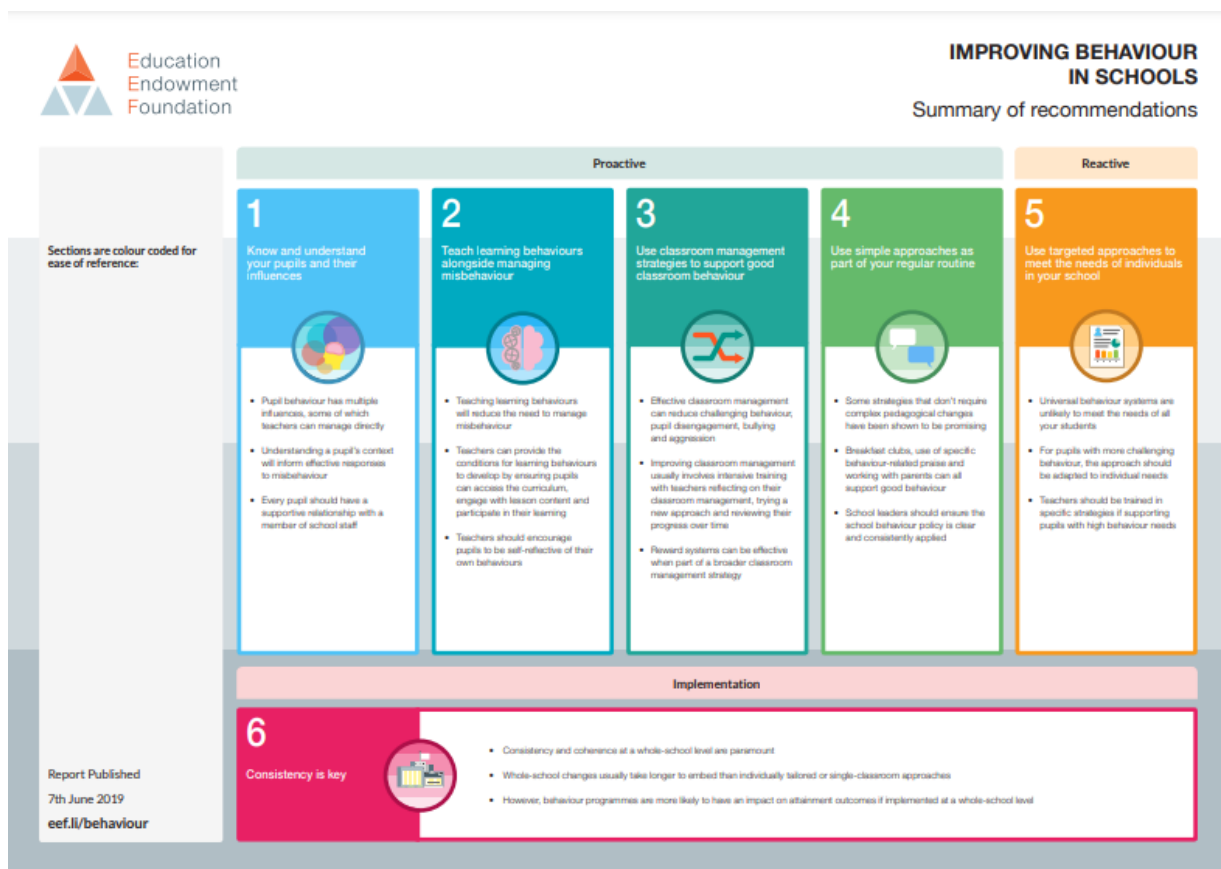 Education
Endowment
Foundation
IMPROVING BEHAVIOUR
IN SCHOOLS
Summary of recommendations
Sections are colour coded for
ease of reference:
Proactive
Reactive
1
Know and understand
your pupils and their
influences
• Pupil behaviour has multiple
influences, some of which
teachers can manage directly
• Understanding a pupil's context
will inform effective responses
to misbehaviour
• Every pupil should have a
supportive relationship with a
member of school staff
2
Teach learning behaviours
alongside managing
misbehaviour
• Teaching learning behaviours
will reduce the need to manage
misbehaviour
• Teachers can provide the
conditions for learning behaviours
to develop by ensuring pupils
can access the curriculum,
engage with lesson content and
participate in their learning
• Teachers should encourage
pupils to be self-reflective of their
own behaviours
3
Use classroom management
strategies to support good
classroom behaviour
• Effective classroom management
can reduce challenging behaviour,
pupil disengagement, bullying
and aggression
• Improving classroom management
usually involves intensive training
with teachers reflecting on their
classroom management, trying a
new approach and reviewing their
progress over time
• Reward systems can be effective
when part of a broader classroom
management strategy
4
Use simple approaches as
part of your regular routine
• Some strategies that don't require
complex pedagogical changes
have been shown to be promising
• Breakfast clubs, use of specific
behaviour-related praise and
working with parents can all
support good behaviour
• School leaders should ensure the
school behaviour policy is clear
and consistently applied
5
Use targeted approaches to
meet the needs of individuals
in your school
• Universal behaviour systems are
unlikely to meet the needs of all
your students
• For pupils with more challenging
behaviour, the approach should
be adapted to individual needs
• Teachers should be trained in
specific strategies if supporting
pupils with high behaviour needs
Implementation
6
Consistency is key
• Consistency and coherence at a whole-school level are paramount
• Whole-school changes usually take longer to embed than individually tailored or single-classroom approaches
• However, behaviour programmes are more likely to have an impact on attainment outcomes if implemented at a whole-school level
Report Published
7th June 2019
eef.li/behaviour